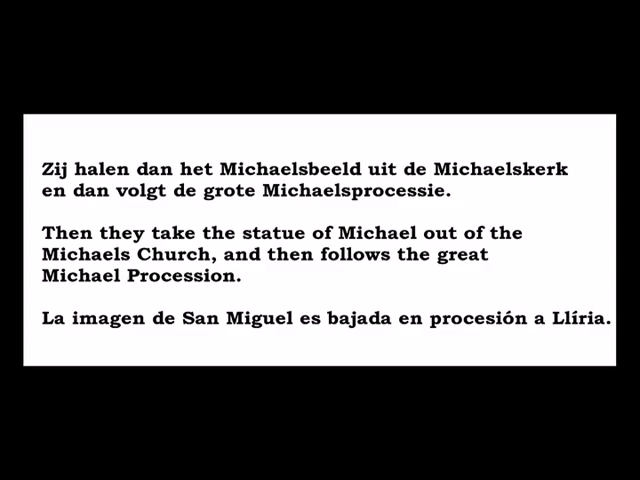 Zij halen dan het Michaelsbeeld uit de Michaelskerk
en dan volgt de grote Michaelsprocessie.
Then they take the statue of Michael out of the
Michaels Church, and then follows the great
Michael Procession.
La imagen de San Miguel es bajada en procesión a Llíria.